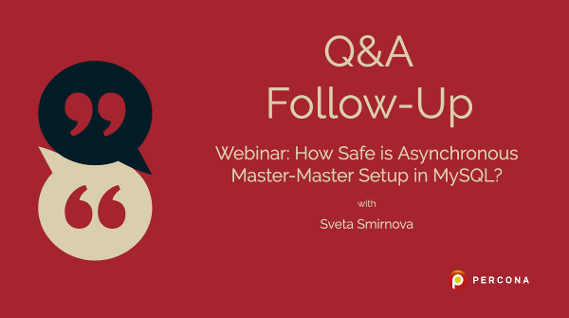 Q&A
Follow-Up
Webinar: How Safe is Asynchronous
Master-Master Setup in MySQL?
with
Sveta Smirnova
PERCONA